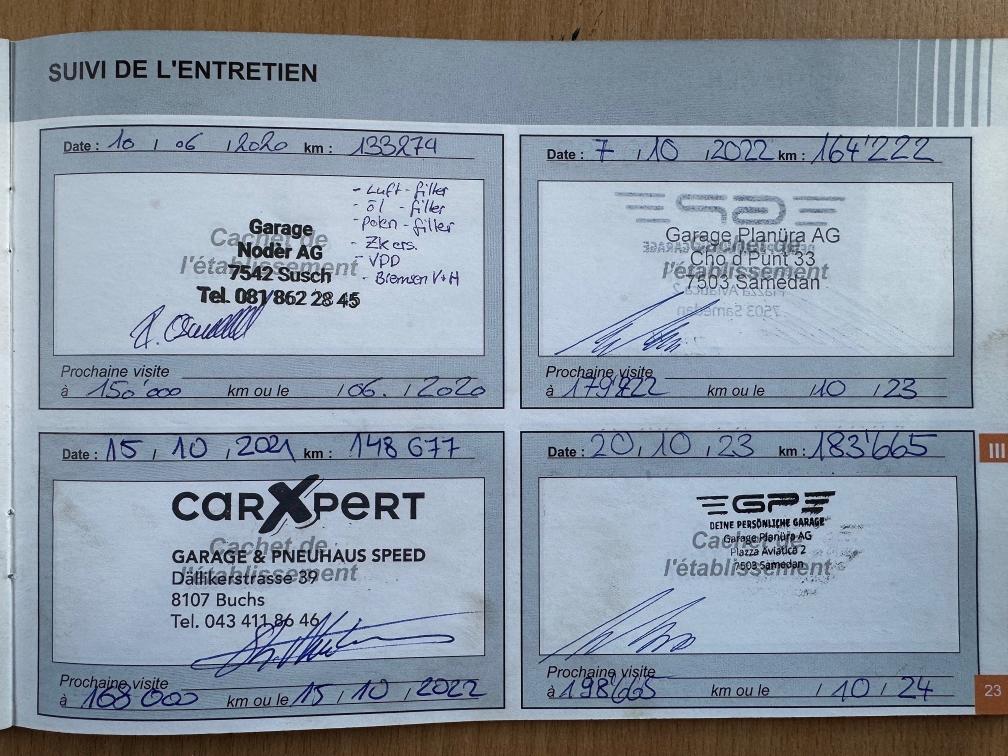 SUIVI DE L'ENTRETIEN
Date : 10 / 06 / 2020 km : 133274
- Luft - filter
- öl - filler
- polen - filler
- ZKers.
- VPD
- Bremsen V+H
Cachet de l'établissement
Garage
Noder AG
7542 Susch
Tel. 081 862 28 45
Prochaine visite
à 150'000 km ou le / 06. / 2020
Date : 7 / 10 / 2022 km : 164'222
Cachet de l'établissement
Garage Planüra AG
Cho d'Punt 33
7503 Samedan
Prochaine visite
à 179'222 km ou le / 10 / 23
Date : 15 / 10 / 2021 km : 148 677
carXpert
Cachet de l'établissement
GARAGE & PNEUHAUS SPEED
Dällikerstrasse 39
8107 Buchs
Tel. 043 411 86 46
Prochaine visite
à 168 000 km ou le 15 / 10 / 2022
Date : 20 / 10 / 23 km : 183'665
GP
DEINE PERSÖNLICHE GARAGE
Cachet de l'établissement
Garage Planüra AG
Plazza Aviatica 2
7503 Samedan
Prochaine visite
à 198'665 km ou le / 10 / 24
III
23